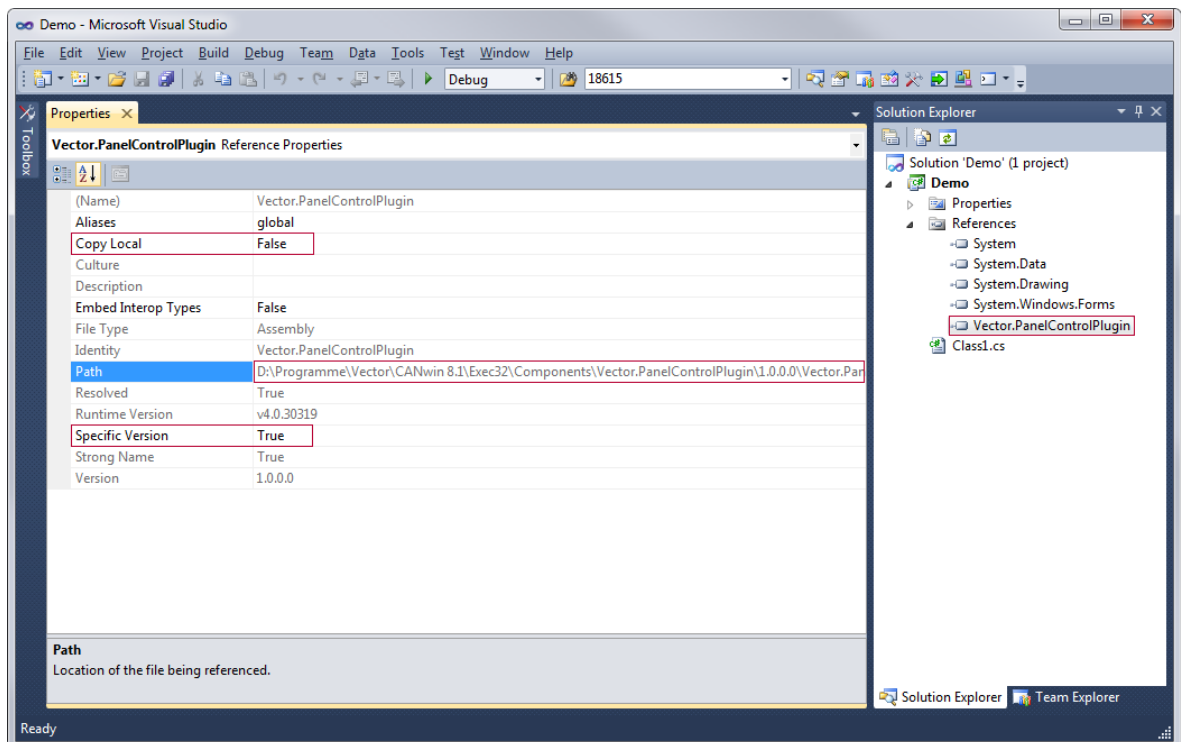 Demo - Microsoft Visual Studio
File Edit View Project Build Debug Team Data Tools Test Window Help
Debug 18615
Toolbox
Properties
Vector.PanelControlPlugin Reference Properties
(Name) Vector.PanelControlPlugin
Aliases global
Copy Local False
Culture
Description
Embed Interop Types False
File Type Assembly
Identity Vector.PanelControlPlugin
Path D:\Programme\Vector\CANwin 8.1\Exec32\Components\Vector.PanelControlPlugin\1.0.0.0\Vector.Pan
Resolved True
Runtime Version v4.0.30319
Specific Version True
Strong Name True
Version 1.0.0.0
Path
Location of the file being referenced.
Solution Explorer
Solution 'Demo' (1 project)
Demo
Properties
References
System
System.Data
System.Drawing
System.Windows.Forms
Vector.PanelControlPlugin
Class1.cs
Solution Explorer Team Explorer
Ready